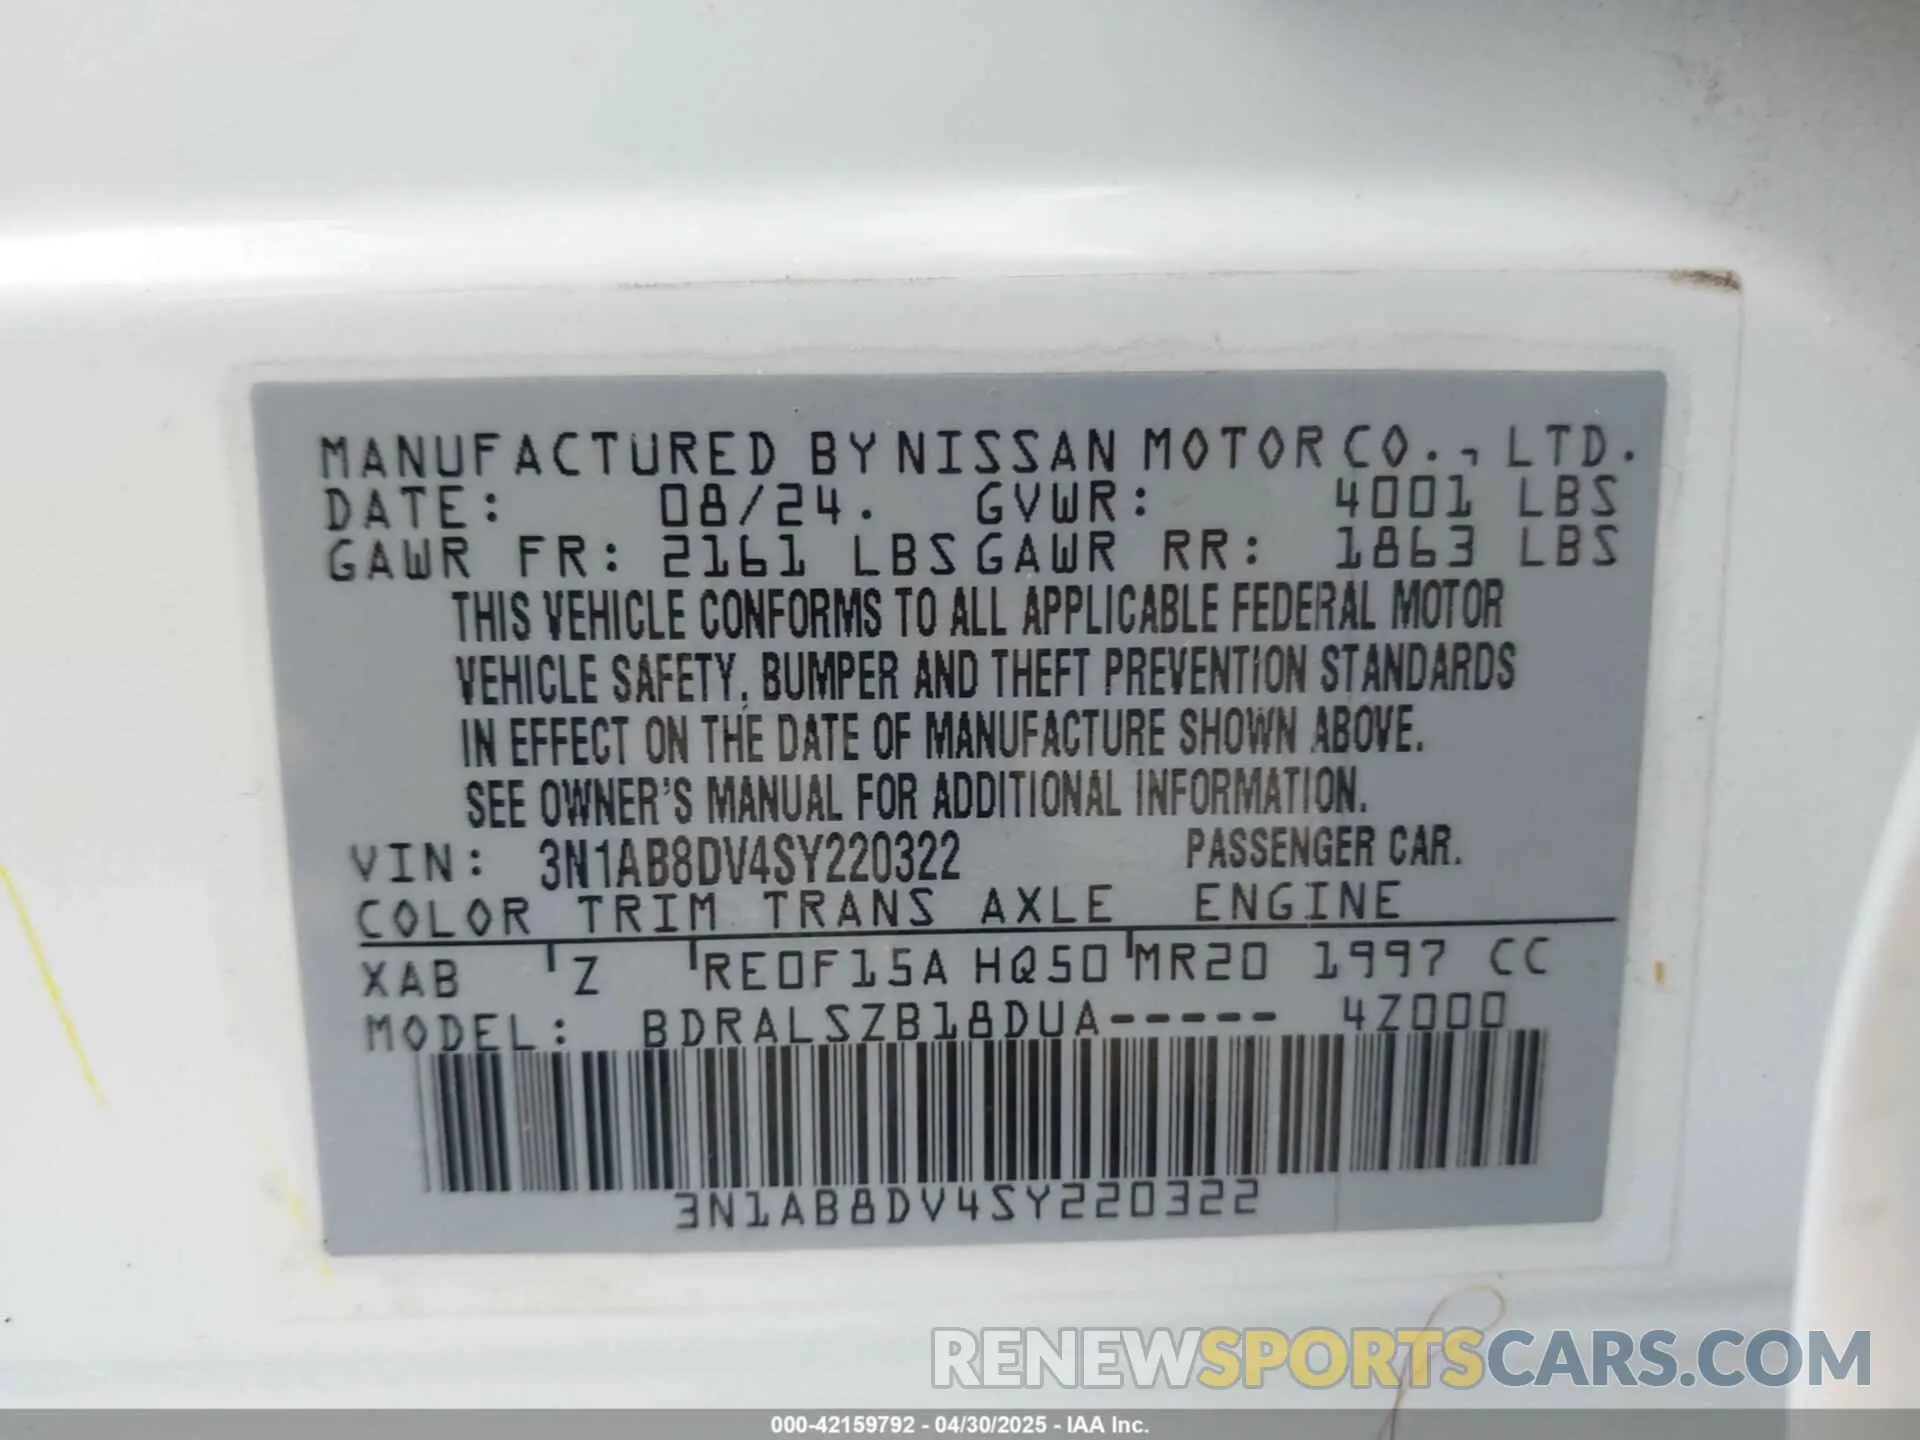 MANUFACTURED BY NISSAN MOTOR CO., LTD.
DATE: 08/24. GVWR: 4001 LBS
GAWR FR: 2161 LBS GAWR RR: 1863 LBS
THIS VEHICLE CONFORMS TO ALL APPLICABLE FEDERAL MOTOR
VEHICLE SAFETY, BUMPER AND THEFT PREVENTION STANDARDS
IN EFFECT ON THE DATE OF MANUFACTURE SHOWN ABOVE.
SEE OWNER'S MANUAL FOR ADDITIONAL INFORMATION.
VIN: 3N1AB8DV4SY220322 PASSENGER CAR.
COLOR TRIM TRANS AXLE ENGINE
XAB Z RE0F15A HQ50 MR20 1997 CC
MODEL: BDRALSZB18DUA----- 4Z000
3N1AB8DV4SY220322
RENEWSPORTSCARS.COM
000-42159792 - 04/30/2025 - IAA Inc.